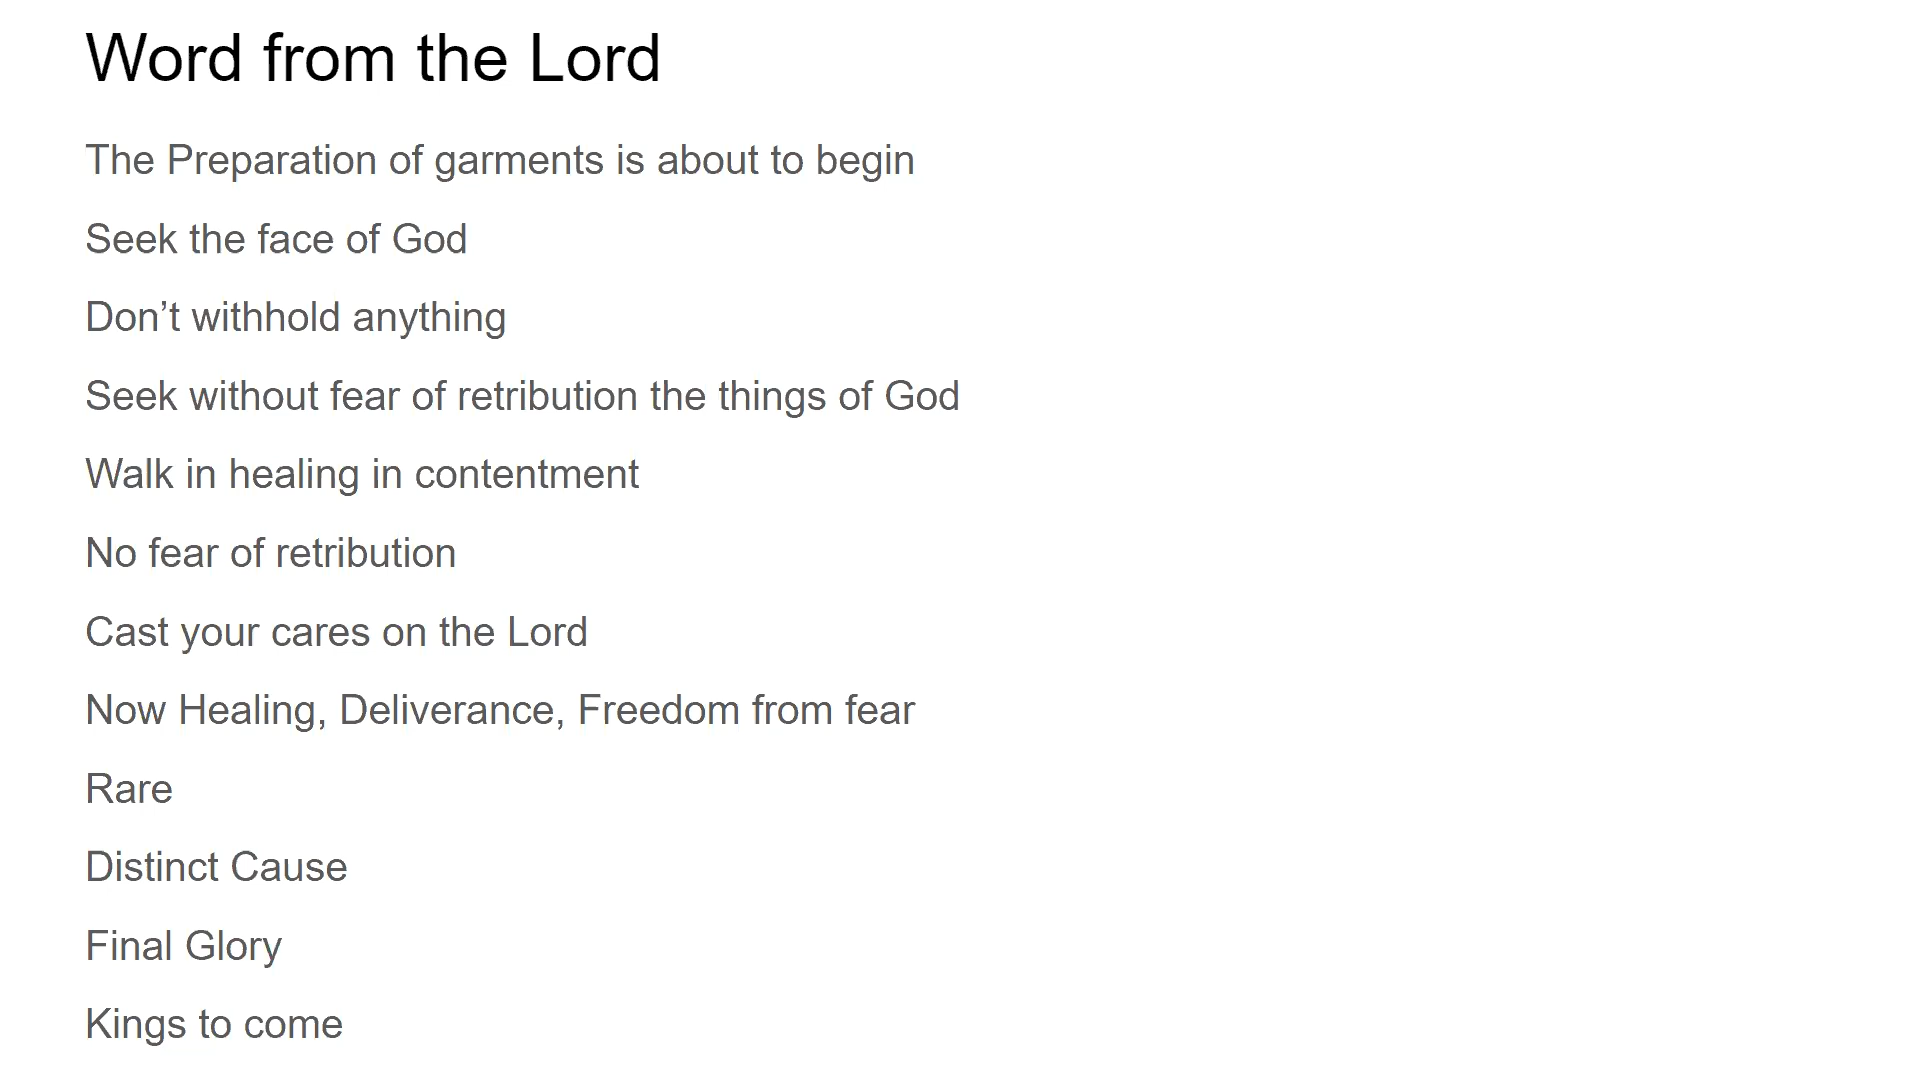 Word from the Lord
The Preparation of garments is about to begin
Seek the face of God
Don’t withhold anything
Seek without fear of retribution the things of God
Walk in healing in contentment
No fear of retribution
Cast your cares on the Lord
Now Healing, Deliverance, Freedom from fear
Rare
Distinct Cause
Final Glory
Kings to come